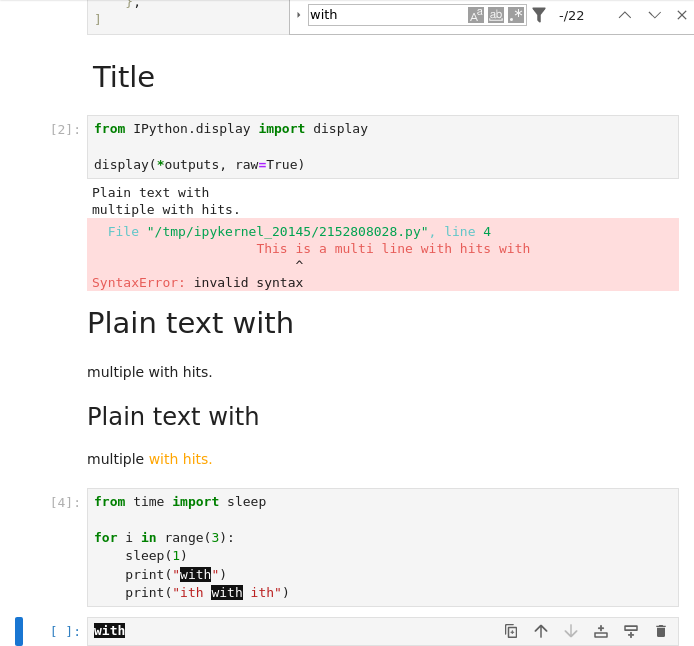 },
]
with
Aa
ab
.*
-/22
Title
[2]:
from IPython.display import display
display(*outputs, raw=True)
Plain text with
multiple with hits.
File "/tmp/ipykernel_20145/2152808028.py", line 4
This is a multi line with hits with
^
SyntaxError: invalid syntax
Plain text with
multiple with hits.
Plain text with
multiple with hits.
[4]:
from time import sleep
for i in range(3):
sleep(1)
print("with")
print("ith with ith")
[ ]:
with